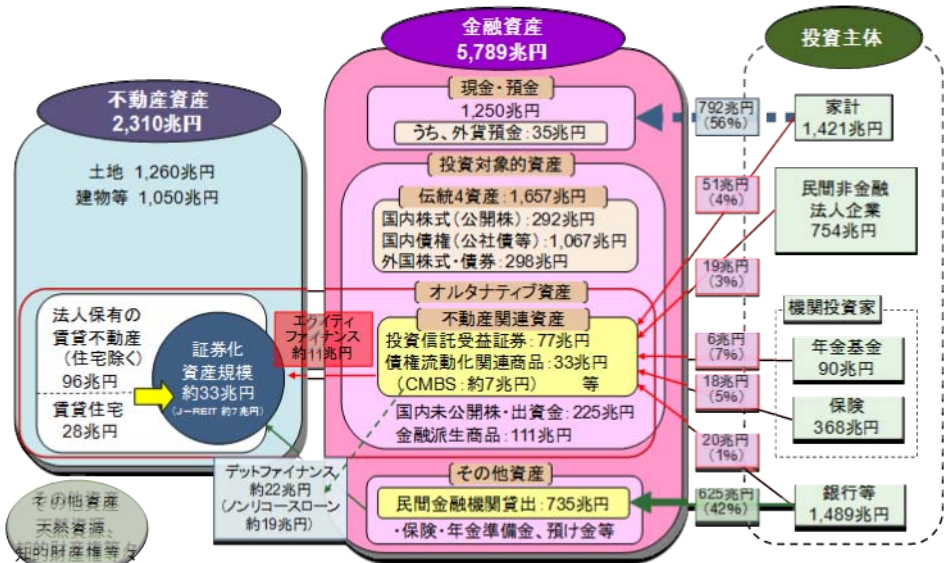 不動産資産
2,310兆円
土地 1,260兆円
建物等 1,050兆円
法人保有の
賃貸不動産
(住宅除く)
96兆円
賃貸住宅
28兆円
証券化
資産規模
約33兆円
(J-REIT 約7兆円)
その他資産
天然資源、
知的財産権等々
エクイティ
ファイナンス
約11兆円
デットファイナンス
約22兆円
(ノンリコースローン
約19兆円)
金融資産
5,789兆円
現金・預金
1,250兆円
うち、外貨預金:35兆円
投資対象的資産
伝統4資産:1,657兆円
国内株式(公開株):292兆円
国内債権(公社債等):1,067兆円
外国株式・債券:298兆円
オルタナティブ資産
不動産関連資産
投資信託受益証券:77兆円
債権流動化関連商品:33兆円
(CMBS:約7兆円) 等
国内未公開株・出資金:225兆円
金融派生商品:111兆円
その他資産
民間金融機関貸出:735兆円
・保険・年金準備金、預け金等
792兆円
(56%)
51兆円
(4%)
19兆円
(3%)
6兆円
(7%)
18兆円
(5%)
20兆円
(1%)
625兆円
(42%)
投資主体
家計
1,421兆円
民間非金融
法人企業
754兆円
機関投資家
年金基金
90兆円
保険
368兆円
銀行等
1,489兆円